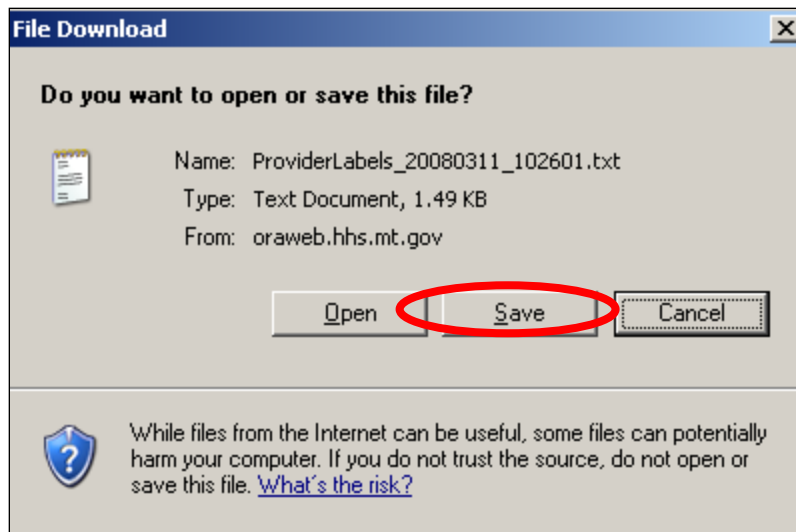 File Download
Do you want to open or save this file?
Name: ProviderLabels_20080311_102601.txt
Type: Text Document, 1.49 KB
From: oraweb.hhs.mt.gov
Open Save Cancel
While files from the Internet can be useful, some files can potentially
harm your computer. If you do not trust the source, do not open or
save this file. What's the risk?